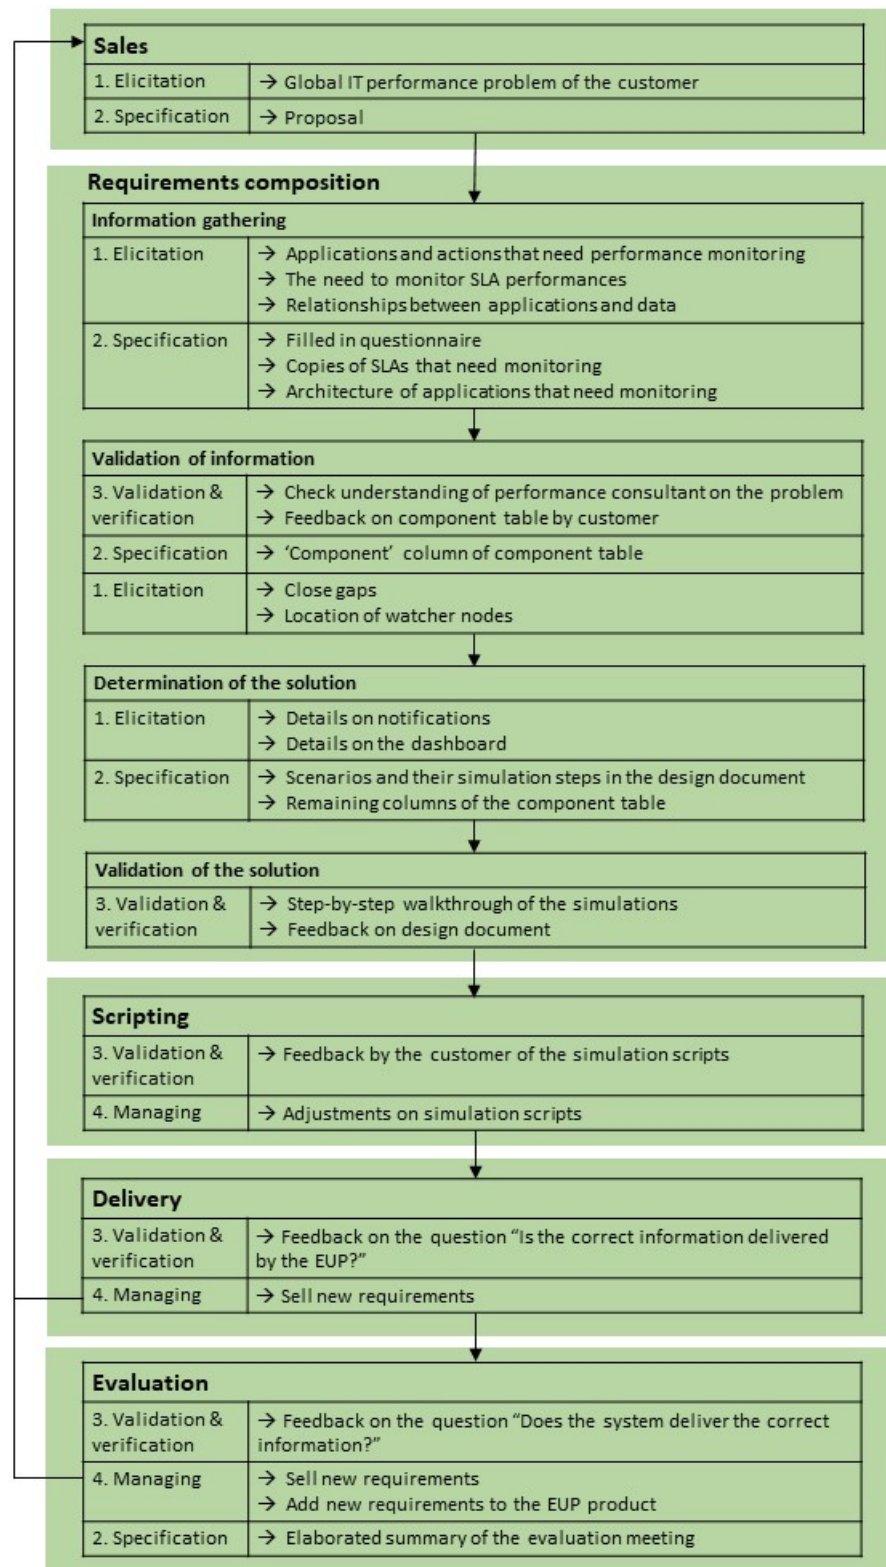 Sales
1. Elicitation → Global IT performance problem of the customer
2. Specification → Proposal
Requirements composition
Information gathering
1. Elicitation → Applications and actions that need performance monitoring
→ The need to monitor SLA performances
→ Relationships between applications and data
2. Specification → Filled in questionnaire
→ Copies of SLAs that need monitoring
→ Architecture of applications that need monitoring
Validation of information
3. Validation & → Check understanding of performance consultant on the problem
verification → Feedback on component table by customer
2. Specification → ‘Component’ column of component table
1. Elicitation → Close gaps
→ Location of watcher nodes
Determination of the solution
1. Elicitation → Details on notifications
→ Details on the dashboard
2. Specification → Scenarios and their simulation steps in the design document
→ Remaining columns of the component table
Validation of the solution
3. Validation & → Step-by-step walkthrough of the simulations
verification → Feedback on design document
Scripting
3. Validation & → Feedback by the customer of the simulation scripts
verification
4. Managing → Adjustments on simulation scripts
Delivery
3. Validation & → Feedback on the question “Is the correct information delivered
verification by the EUP?”
4. Managing → Sell new requirements
Evaluation
3. Validation & → Feedback on the question “Does the system deliver the correct
verification information?”
4. Managing → Sell new requirements
→ Add new requirements to the EUP product
2. Specification → Elaborated summary of the evaluation meeting